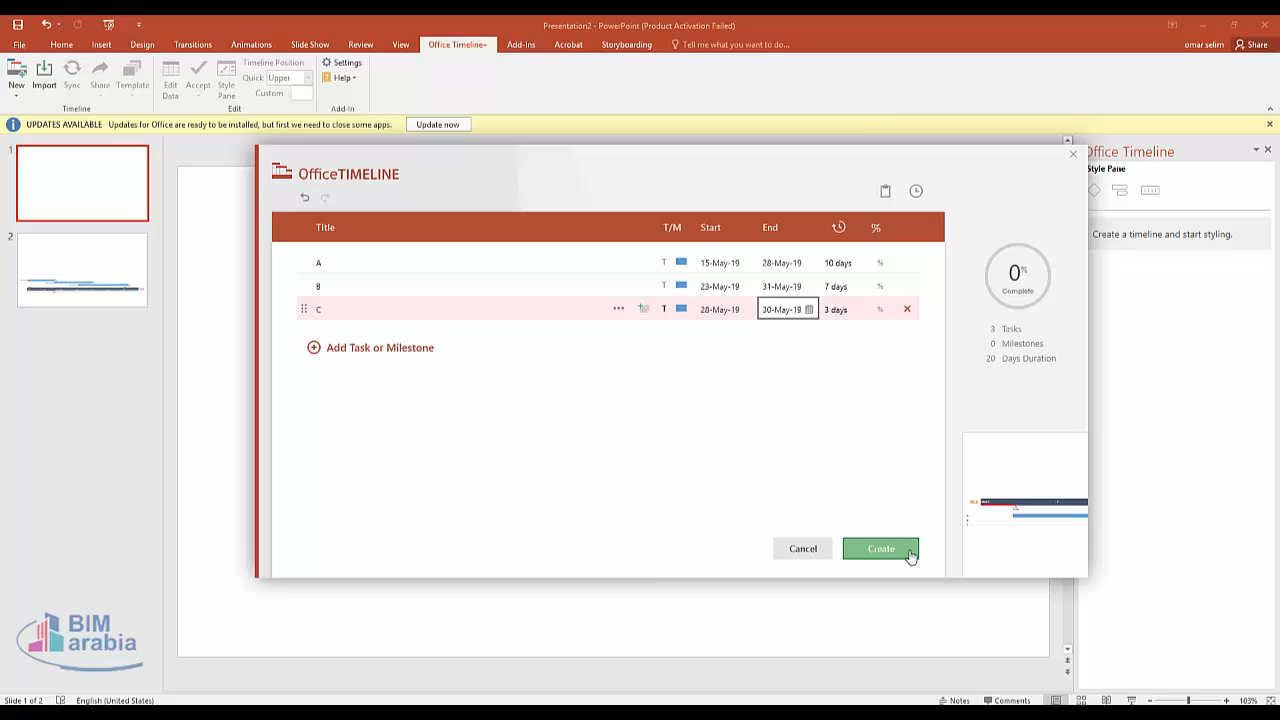 Presentation2 - PowerPoint (Product Activation Failed)
File Home Insert Design Transitions Animations Slide Show Review View Office Timeline+ Add-Ins Acrobat Storyboarding Tell me what you want to do... omar selim Share
New Import Sync Share Template Edit Data Accept Style Pane
Timeline Position
Quick Upper
Custom
Settings
Help
Timeline Edit Add-In
UPDATES AVAILABLE Updates for Office are ready to be installed, but first we need to close some apps. Update now
1
2
OfficeTIMELINE
Title T/M Start End %
A T 15-May-19 28-May-19 10 days %
B T 23-May-19 31-May-19 7 days %
C T 28-May-19 30-May-19 3 days %
Add Task or Milestone
0%
Complete
3 Tasks
0 Milestones
20 Days Duration
Cancel Create
Office Timeline
Style Pane
Create a timeline and start styling.
BIM
arabia
Slide 1 of 2 English (United States) Notes Comments 103%